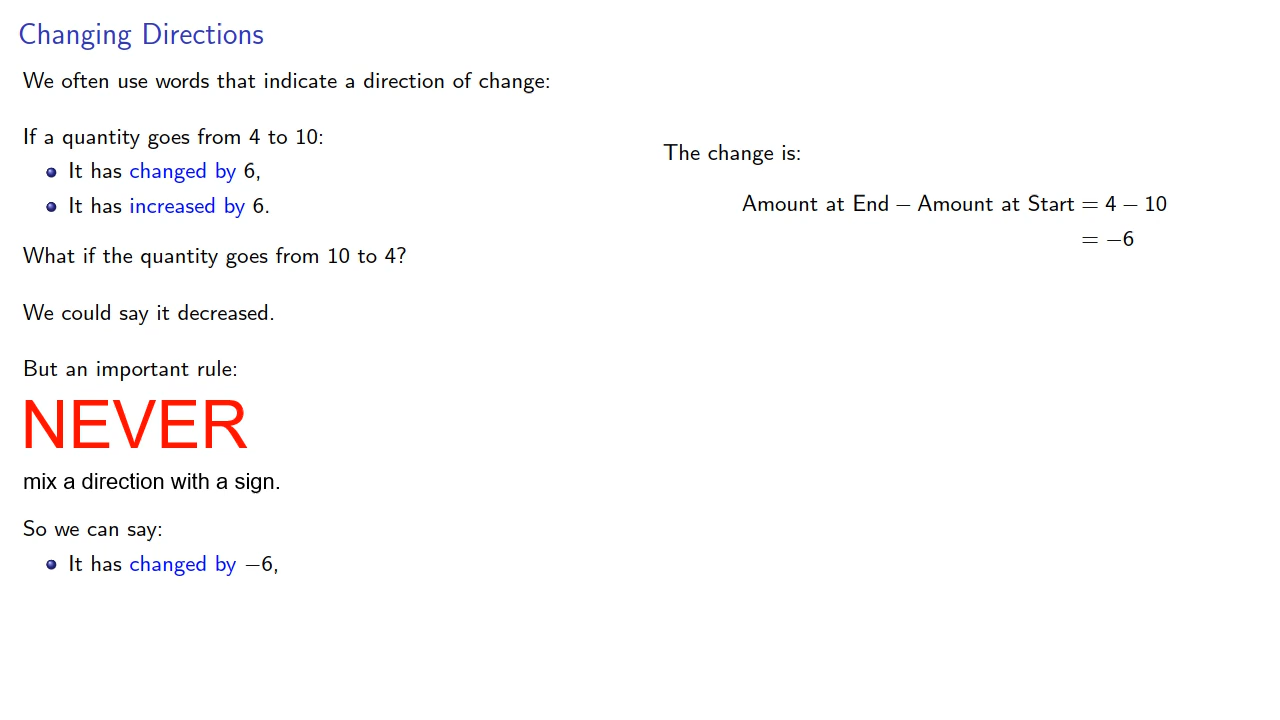 Changing Directions
We often use words that indicate a direction of change:
If a quantity goes from 4 to 10:
It has changed by 6,
It has increased by 6.
What if the quantity goes from 10 to 4?
We could say it decreased.
But an important rule:
NEVER
mix a direction with a sign.
So we can say:
It has changed by −6,
The change is:
Amount at End − Amount at Start = 4 − 10
= −6